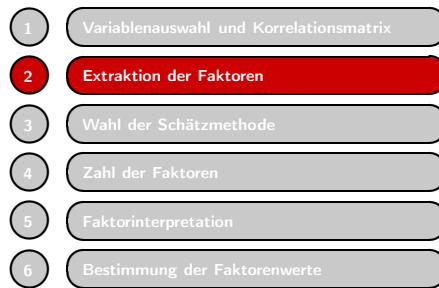 1 Variablenauswahl und Korrelationsmatrix
2 Extraktion der Faktoren
3 Wahl der Schätzmethode
4 Zahl der Faktoren
5 Faktorinterpretation
6 Bestimmung der Faktorenwerte